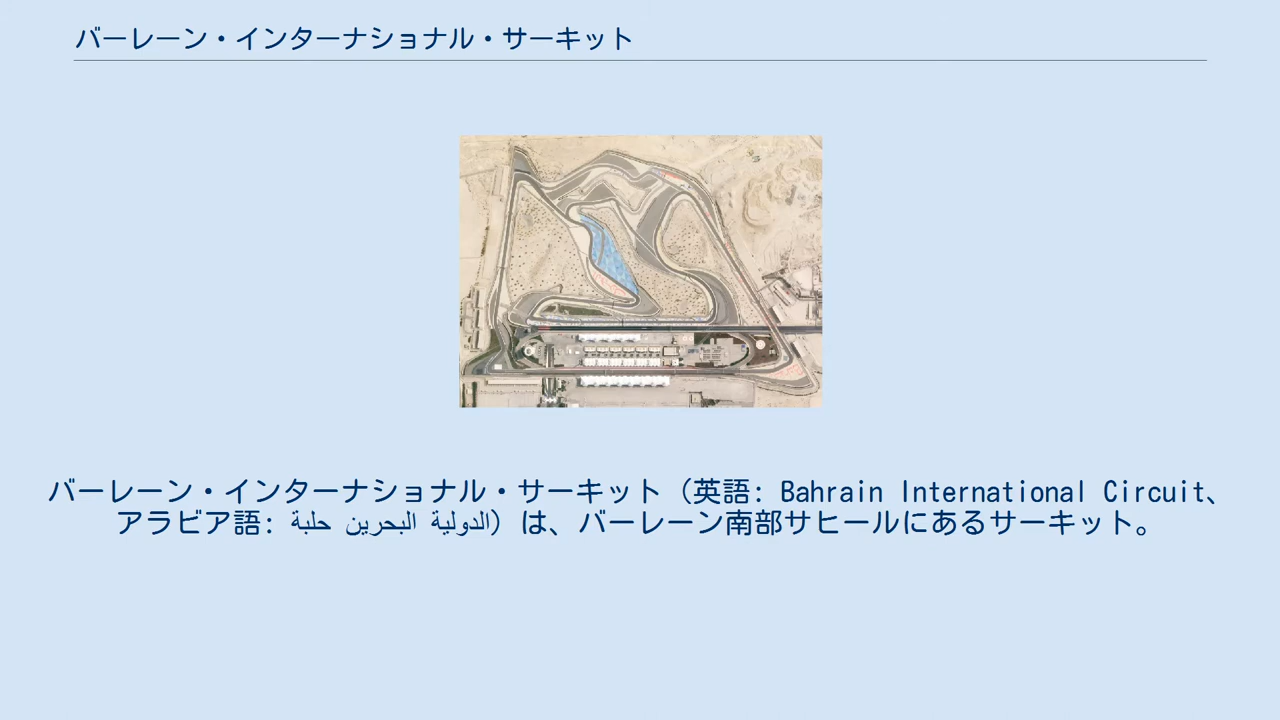 バーレーン・インターナショナル・サーキット
バーレーン・インターナショナル・サーキット（英語: Bahrain International Circuit、
アラビア語: حلبة البحرين الدولية）は、バーレーン南部サヒールにあるサーキット。